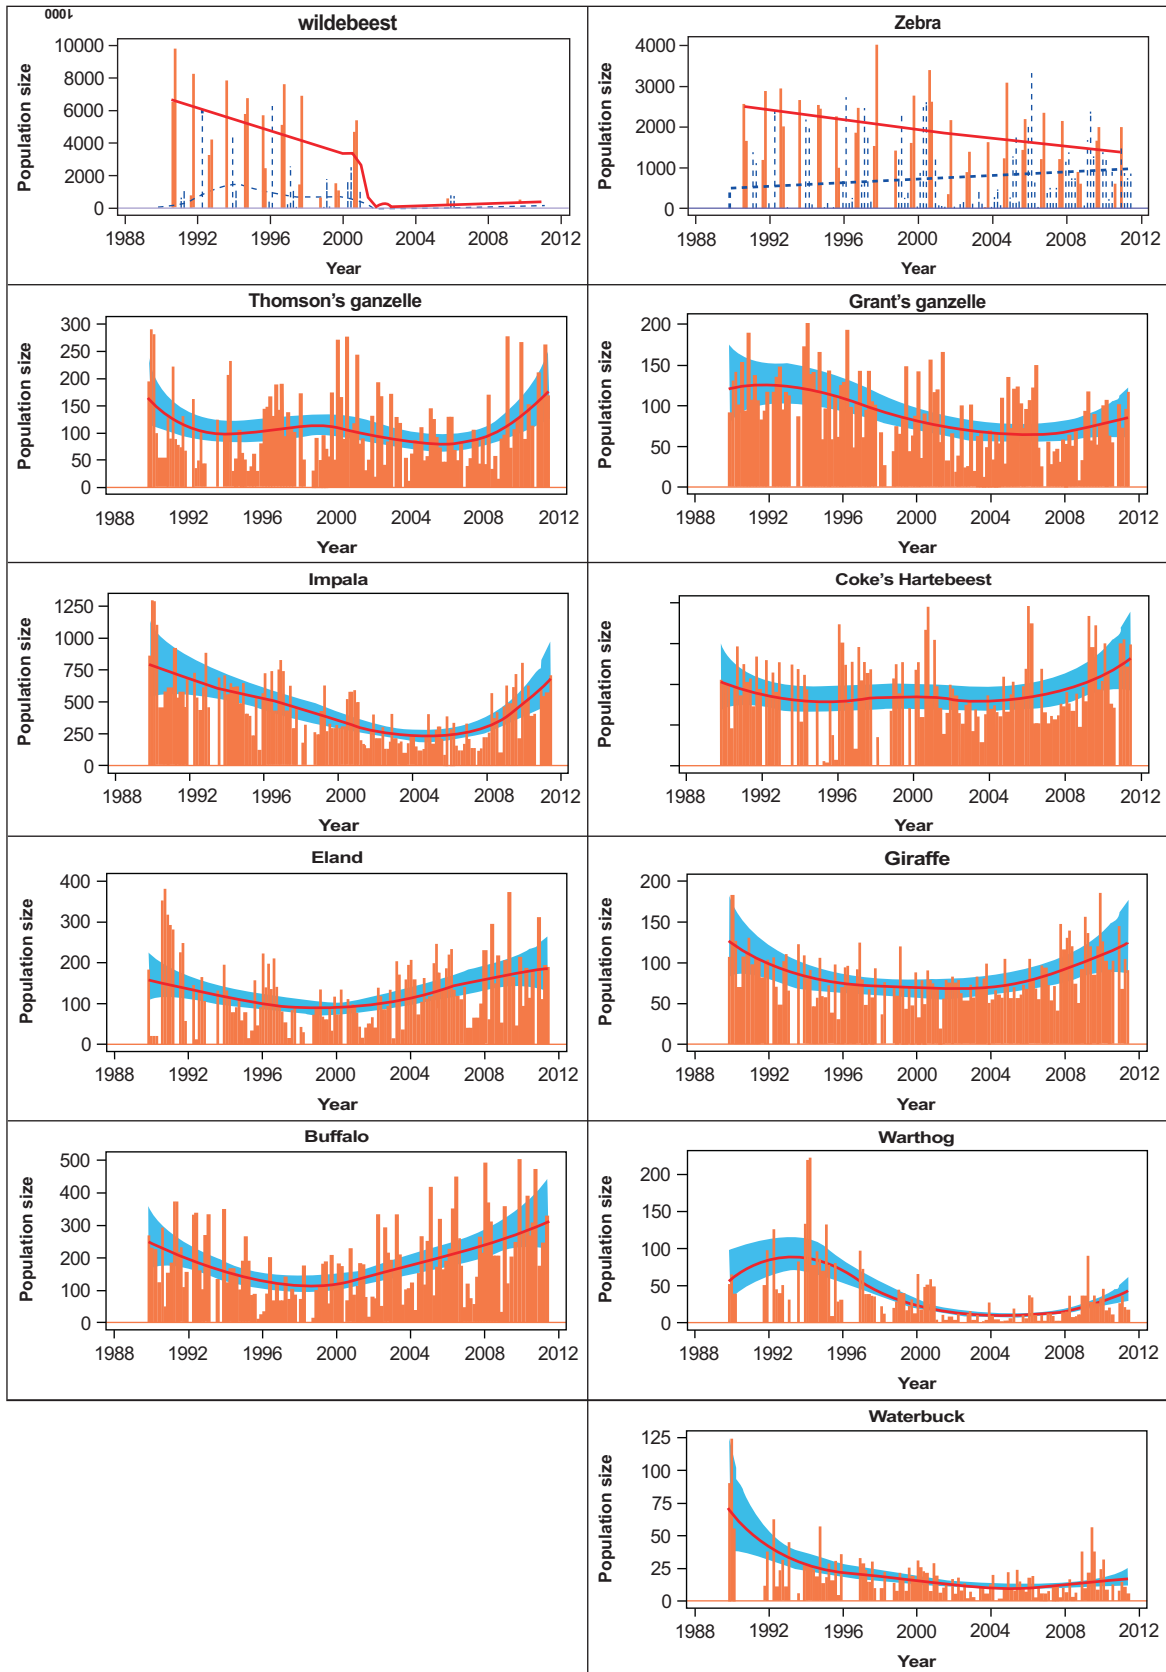 1000
wildebeest
Population size
10000
8000
6000
4000
2000
0
1988 1992 1996 2000 2004 2008 2012
Year
Zebra
Population size
4000
3000
2000
1000
0
1988 1992 1996 2000 2004 2008 2012
Year
Thomson's ganzelle
Population size
300
250
200
150
100
50
0
1988 1992 1996 2000 2004 2008 2012
Year
Grant's ganzelle
Population size
200
150
100
50
0
1988 1992 1996 2000 2004 2008 2012
Year
Impala
Population size
1250
1000
750
500
250
0
1988 1992 1996 2000 2004 2008 2012
Year
Coke's Hartebeest
Population size
1988 1992 1996 2000 2004 2008 2012
Year
Eland
Population size
400
300
200
100
0
1988 1992 1996 2000 2004 2008 2012
Year
Giraffe
Population size
200
150
100
50
0
1988 1992 1996 2000 2004 2008 2012
Year
Buffalo
Population size
500
400
300
200
100
0
1988 1992 1996 2000 2004 2008 2012
Year
Warthog
Population size
200
150
100
50
0
1988 1992 1996 2000 2004 2008 2012
Year
Waterbuck
Population size
125
100
75
50
25
0
1988 1992 1996 2000 2004 2008 2012
Year